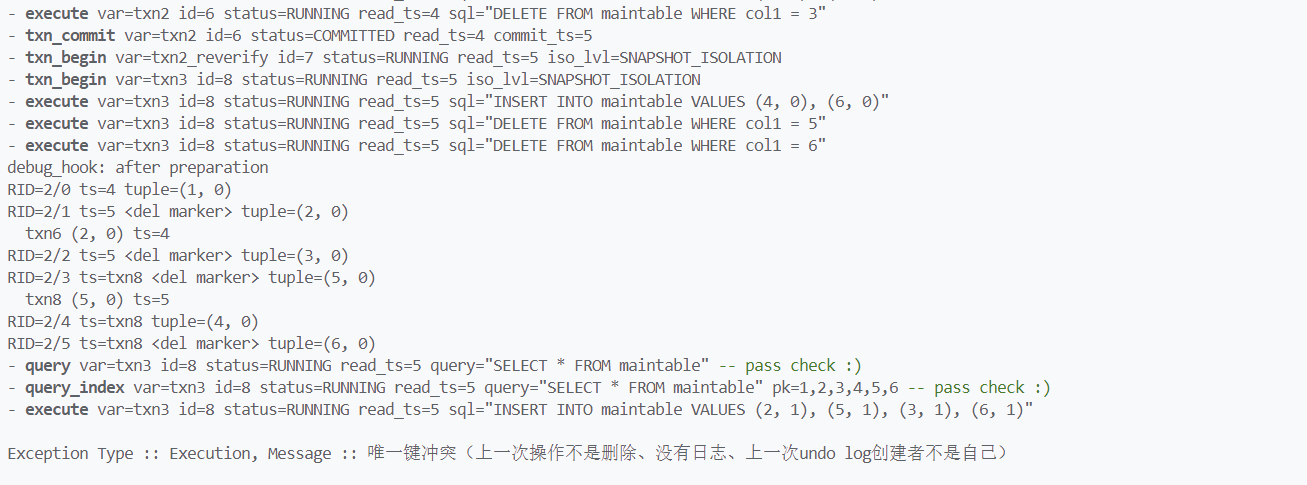 - execute var=txn2 id=6 status=RUNNING read_ts=4 sql="DELETE FROM maintable WHERE col1 = 3"
- txn_commit var=txn2 id=6 status=COMMITTED read_ts=4 commit_ts=5
- txn_begin var=txn2_reverify id=7 status=RUNNING read_ts=5 iso_lvl=SNAPSHOT_ISOLATION
- txn_begin var=txn3 id=8 status=RUNNING read_ts=5 iso_lvl=SNAPSHOT_ISOLATION
- execute var=txn3 id=8 status=RUNNING read_ts=5 sql="INSERT INTO maintable VALUES (4, 0), (6, 0)"
- execute var=txn3 id=8 status=RUNNING read_ts=5 sql="DELETE FROM maintable WHERE col1 = 5"
- execute var=txn3 id=8 status=RUNNING read_ts=5 sql="DELETE FROM maintable WHERE col1 = 6"
debug_hook: after preparation
RID=2/0 ts=4 tuple=(1, 0)
RID=2/1 ts=5 <del marker> tuple=(2, 0)
  txn6 (2, 0) ts=4
RID=2/2 ts=5 <del marker> tuple=(3, 0)
RID=2/3 ts=txn8 <del marker> tuple=(5, 0)
  txn8 (5, 0) ts=5
RID=2/4 ts=txn8 tuple=(4, 0)
RID=2/5 ts=txn8 <del marker> tuple=(6, 0)
- query var=txn3 id=8 status=RUNNING read_ts=5 query="SELECT * FROM maintable" -- pass check :)
- query_index var=txn3 id=8 status=RUNNING read_ts=5 query="SELECT * FROM maintable" pk=1,2,3,4,5,6 -- pass check :)
- execute var=txn3 id=8 status=RUNNING read_ts=5 sql="INSERT INTO maintable VALUES (2, 1), (5, 1), (3, 1), (6, 1)"
Exception Type :: Execution, Message :: 唯一键冲突（上一次操作不是删除、没有日志、上一次undo log创建者不是自己）